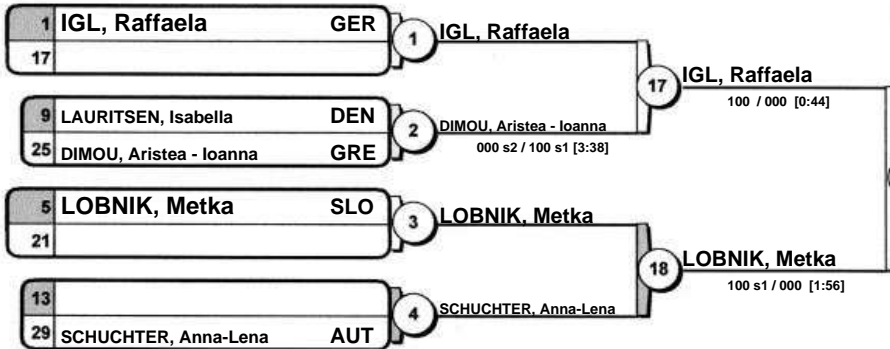 1 IGL, Raffaela GER
17
1
IGL, Raffaela
9 LAURITSEN, Isabella DEN
25 DIMOU, Aristea - Ioanna GRE
2
DIMOU, Aristea - Ioanna
000 s2 / 100 s1 [3:38]
17
IGL, Raffaela
100 / 000 [0:44]
5 LOBNIK, Metka SLO
21
3
LOBNIK, Metka
13
29 SCHUCHTER, Anna-Lena AUT
4
SCHUCHTER, Anna-Lena
18
LOBNIK, Metka
100 s1 / 000 [1:56]